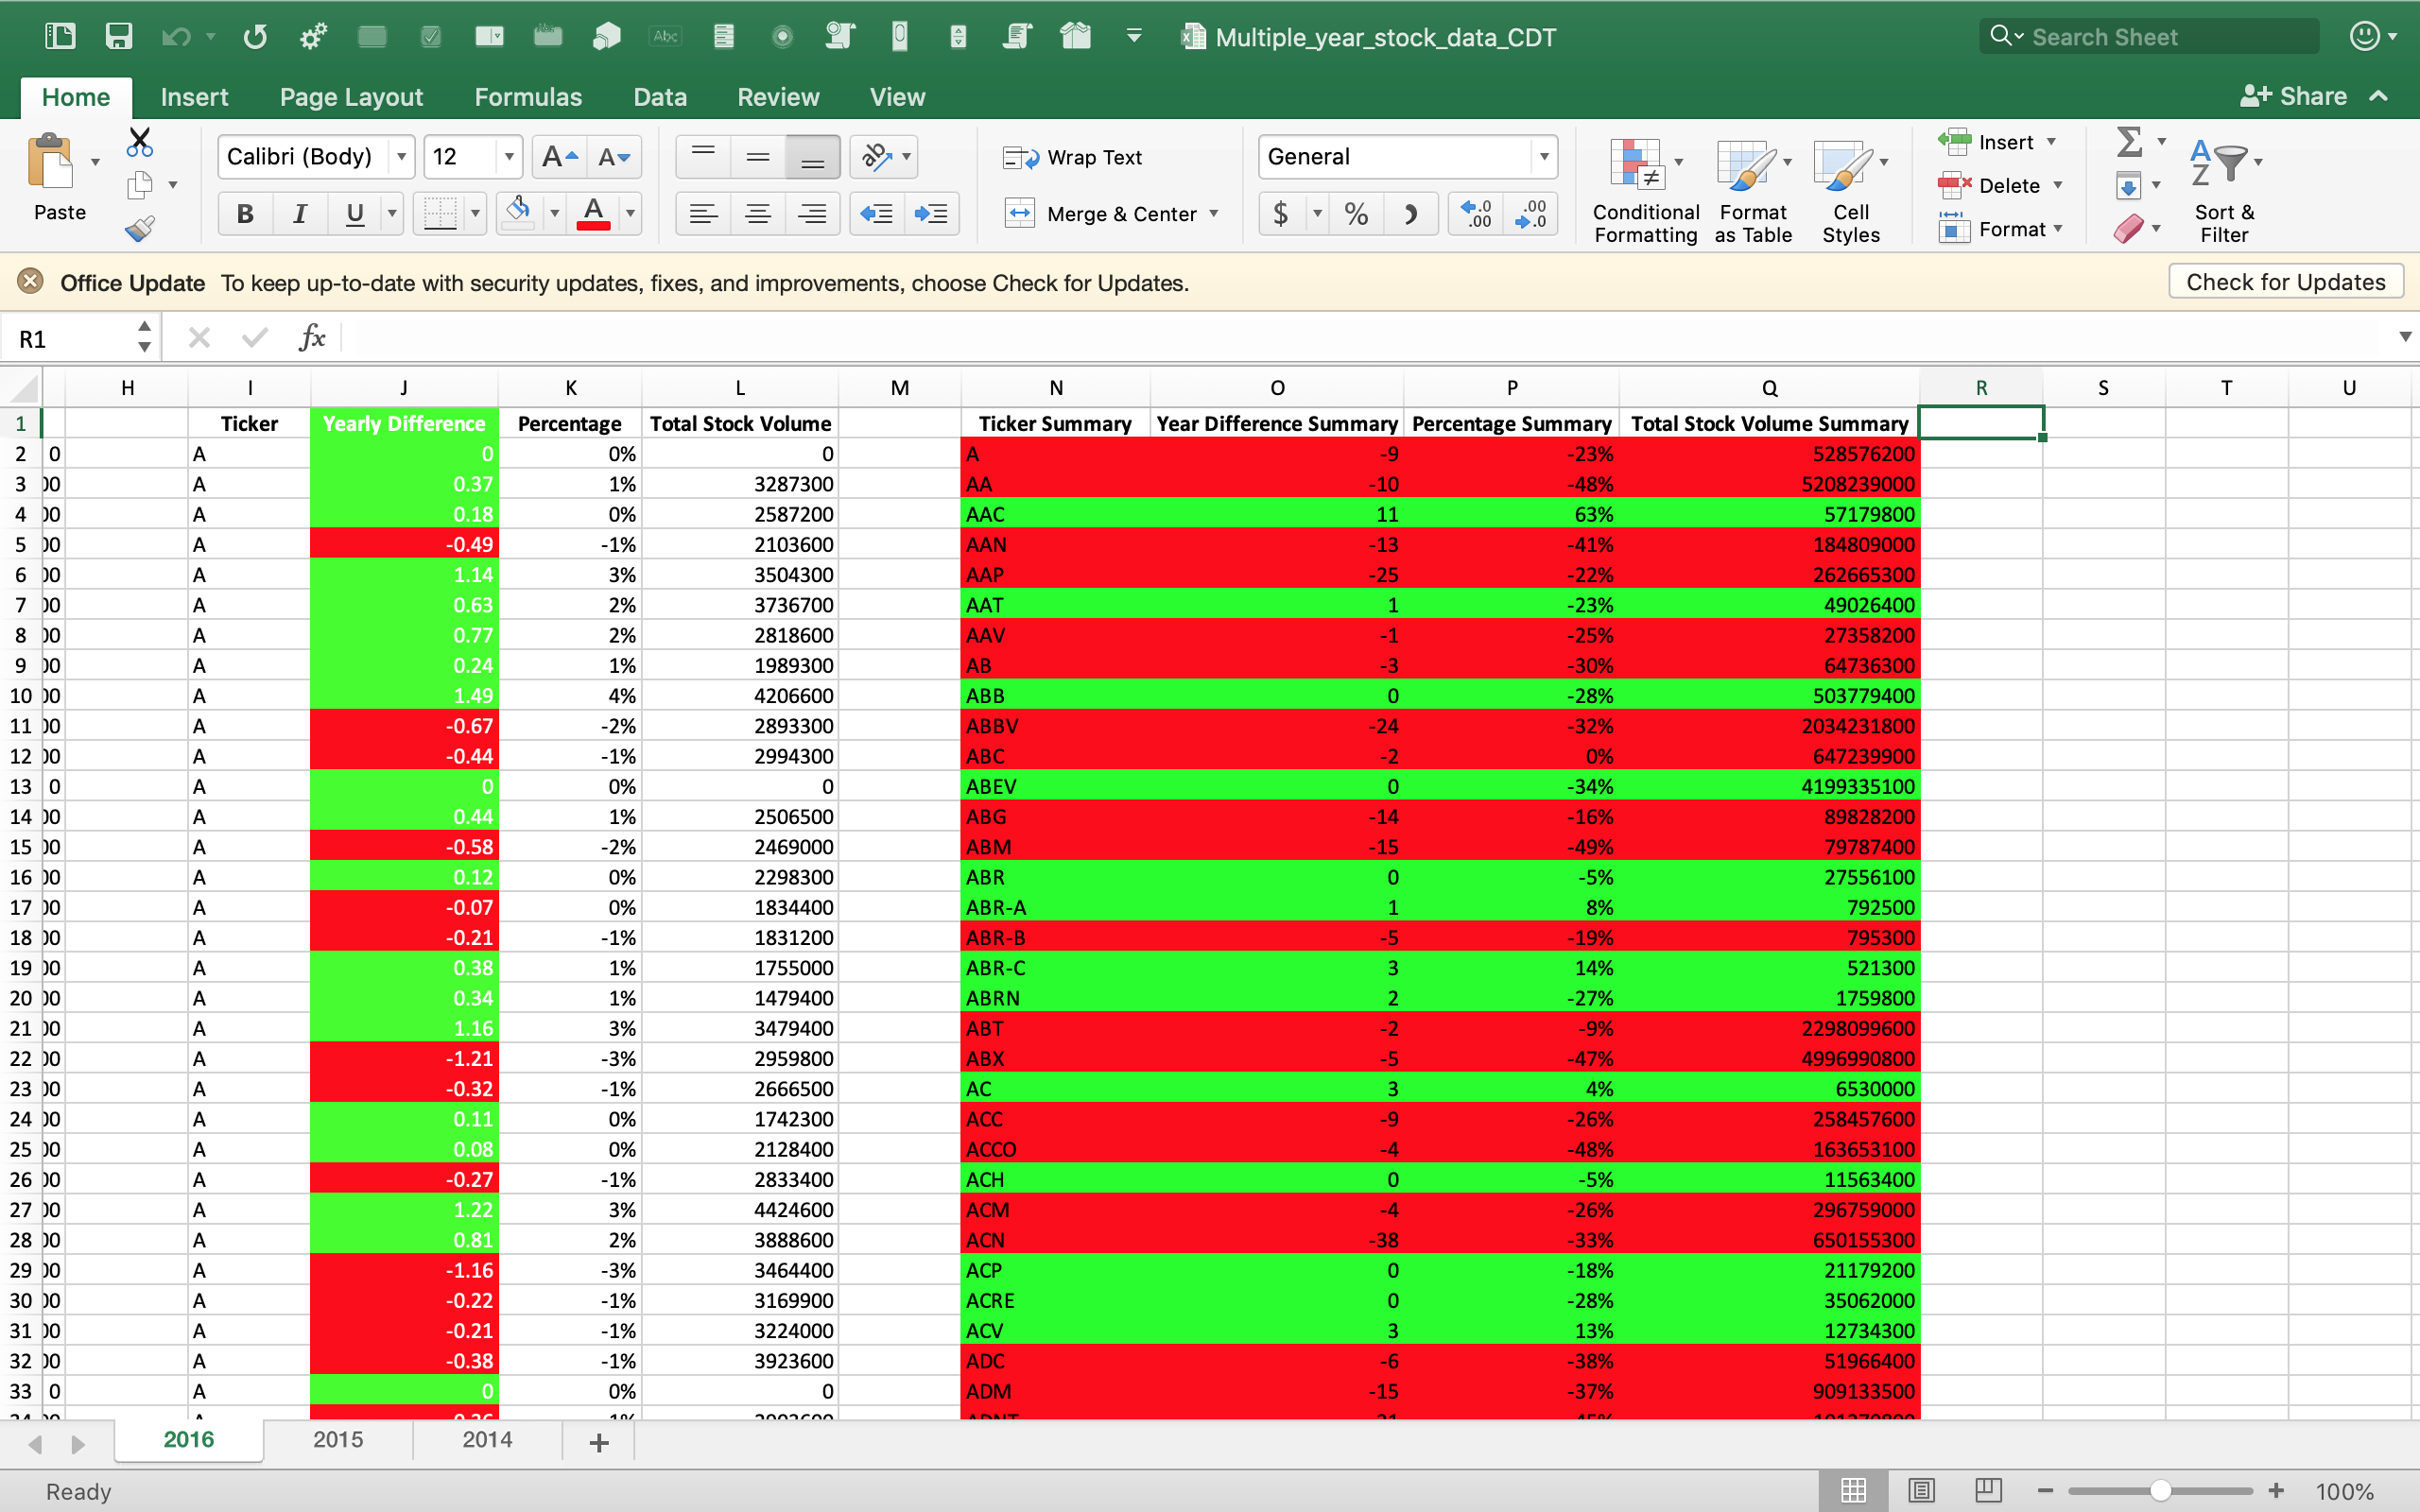 Multiple_year_stock_data_CDT
Search Sheet
Home Insert Page Layout Formulas Data Review View Share
Paste Calibri (Body) 12 Wrap Text General Insert
Merge & Center Conditional Formatting Format as Table Cell Styles Delete Format Sort & Filter
Office Update To keep up-to-date with security updates, fixes, and improvements, choose Check for Updates. Check for Updates
R1 fx
H I J K L M N O P Q R S T U
1 Ticker Yearly Difference Percentage Total Stock Volume Ticker Summary Year Difference Summary Percentage Summary Total Stock Volume Summary
2 0 A 0 0% 0 A -9 -23% 528576200
3 00 A 0.37 1% 3287300 AA -10 -48% 5208239000
4 00 A 0.18 0% 2587200 AAC 11 63% 57179800
5 00 A -0.49 -1% 2103600 AAN -13 -41% 184809000
6 00 A 1.14 3% 3504300 AAP -25 -22% 262665300
7 00 A 0.63 2% 3736700 AAT 1 -23% 49026400
8 00 A 0.77 2% 2818600 AAV -1 -25% 27358200
9 00 A 0.24 1% 1989300 AB -3 -30% 64736300
10 00 A 1.49 4% 4206600 ABB 0 -28% 503779400
11 00 A -0.67 -2% 2893300 ABBV -24 -32% 2034231800
12 00 A -0.44 -1% 2994300 ABC -2 0% 647239900
13 0 A 0 0% 0 ABEV 0 -34% 4199335100
14 00 A 0.44 1% 2506500 ABG -14 -16% 89828200
15 00 A -0.58 -2% 2469000 ABM -15 -49% 79787400
16 00 A 0.12 0% 2298300 ABR 0 -5% 27556100
17 00 A -0.07 0% 1834400 ABR-A 1 8% 792500
18 00 A -0.21 -1% 1831200 ABR-B -5 -19% 795300
19 00 A 0.38 1% 1755000 ABR-C 3 14% 521300
20 00 A 0.34 1% 1479400 ABRN 2 -27% 1759800
21 00 A 1.16 3% 3479400 ABT -2 -9% 2298099600
22 00 A -1.21 -3% 2959800 ABX -5 -47% 4996990800
23 00 A -0.32 -1% 2666500 AC 3 4% 6530000
24 00 A 0.11 0% 1742300 ACC -9 -26% 258457600
25 00 A 0.08 0% 2128400 ACCO -4 -48% 163653100
26 00 A -0.27 -1% 2833400 ACH 0 -5% 11563400
27 00 A 1.22 3% 4424600 ACM -4 -26% 296759000
28 00 A 0.81 2% 3888600 ACN -38 -33% 650155300
29 00 A -1.16 -3% 3464400 ACP 0 -18% 21179200
30 00 A -0.22 -1% 3169900 ACRE 0 -28% 35062000
31 00 A -0.21 -1% 3224000 ACV 3 13% 12734300
32 00 A -0.38 -1% 3923600 ADC -6 -38% 51966400
33 0 A 0 0% 0 ADM -15 -37% 909133500
2016 2015 2014
Ready 100%